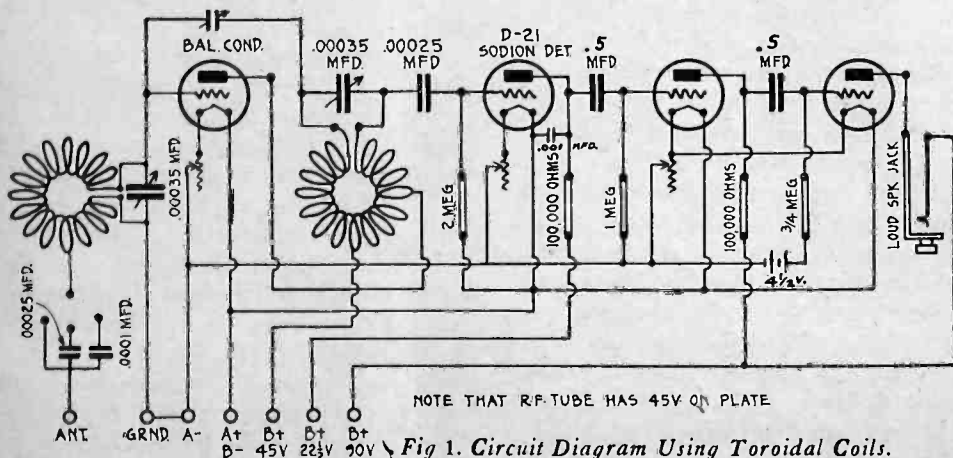 BAL. COND.
.00035
MFD.
.00025
MFD.
D-21
SODION DET.
.5
MFD
.5
MFD
.00035 MFD.
.001 MFD.
2 MEG
100,000 OHMS
1 MEG
100,000 OHMS
3/4 MEG
LOUD SPK JACK
4 1/2 V.
.00025 MFD.
.0001 MFD.
NOTE THAT R.F. TUBE HAS 45V. ON PLATE
ANT.
GRND.
A-
A+
B-
B+
45V
B+
22½V
B+
90V
Fig 1. Circuit Diagram Using Toroidal Coils.